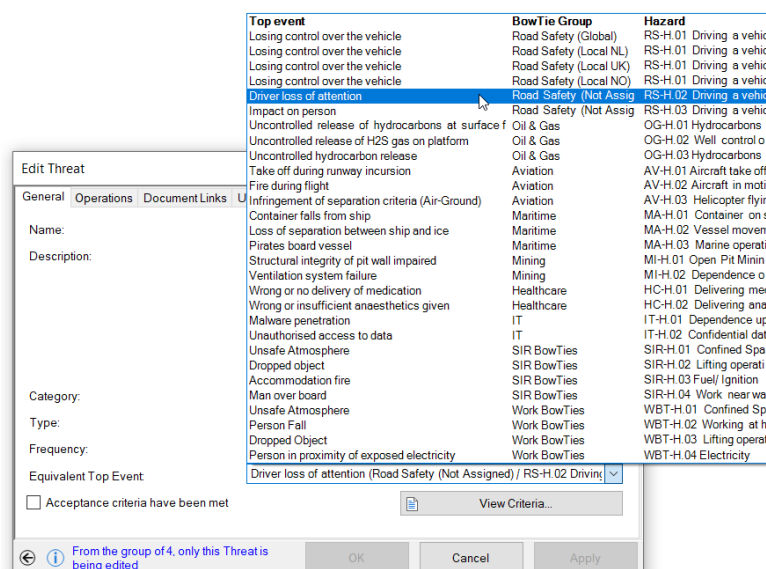 Top event BowTie Group Hazard
Losing control over the vehicle Road Safety (Global) RS-H.01 Driving a vehic
Losing control over the vehicle Road Safety (Local NL) RS-H.01 Driving a vehic
Losing control over the vehicle Road Safety (Local UK) RS-H.01 Driving a vehic
Losing control over the vehicle Road Safety (Local NO) RS-H.01 Driving a vehic
Driver loss of attention Road Safety (Not Assig RS-H.02 Driving a vehic
Impact on person Road Safety (Not Assig RS-H.03 Driving a vehic
Uncontrolled release of hydrocarbons at surface f Oil & Gas OG-H.01 Hydrocarbons
Uncontrolled release of H2S gas on platform Oil & Gas OG-H.02 Well control o
Uncontrolled hydrocarbon release Oil & Gas OG-H.03 Hydrocarbons
Take off during runway incursion Aviation AV-H.01 Aircraft take off
Fire during flight Aviation AV-H.02 Aircraft in moti
Infringement of separation criteria (Air-Ground) Aviation AV-H.03 Helicopter flyin
Container falls from ship Maritime MA-H.01 Container on s
Loss of separation between ship and ice Maritime MA-H.02 Vessel movem
Pirates board vessel Maritime MA-H.03 Marine operati
Structural integrity of pit wall impaired Mining MI-H.01 Open Pit Minin
Ventilation system failure Mining MI-H.02 Dependence o
Wrong or no delivery of medication Healthcare HC-H.01 Delivering med
Wrong or insufficient anaesthetics given Healthcare HC-H.02 Delivering ana
Malware penetration IT IT-H.01 Dependence up
Unauthorised access to data IT IT-H.02 Confidential dat
Unsafe Atmosphere SIR BowTies SIR-H.01 Confined Spa
Dropped object SIR BowTies SIR-H.02 Lifting operati
Accommodation fire SIR BowTies SIR-H.03 Fuel/ Ignition
Man over board SIR BowTies SIR-H.04 Work near wa
Unsafe Atmosphere Work BowTies WBT-H.01 Confined Sp
Person Fall Work BowTies WBT-H.02 Working at h
Dropped Object Work BowTies WBT-H.03 Lifting operat
Person in proximity of exposed electricity Work BowTies WBT-H.04 Electricity
Edit Threat
General Operations Document Links U
Name:
Description:
Category:
Type:
Frequency:
Equivalent Top Event: Driver loss of attention (Road Safety (Not Assigned) / RS-H.02 Driving
Acceptance criteria have been met View Criteria...
From the group of 4, only this Threat is
being edited
OK Cancel Apply